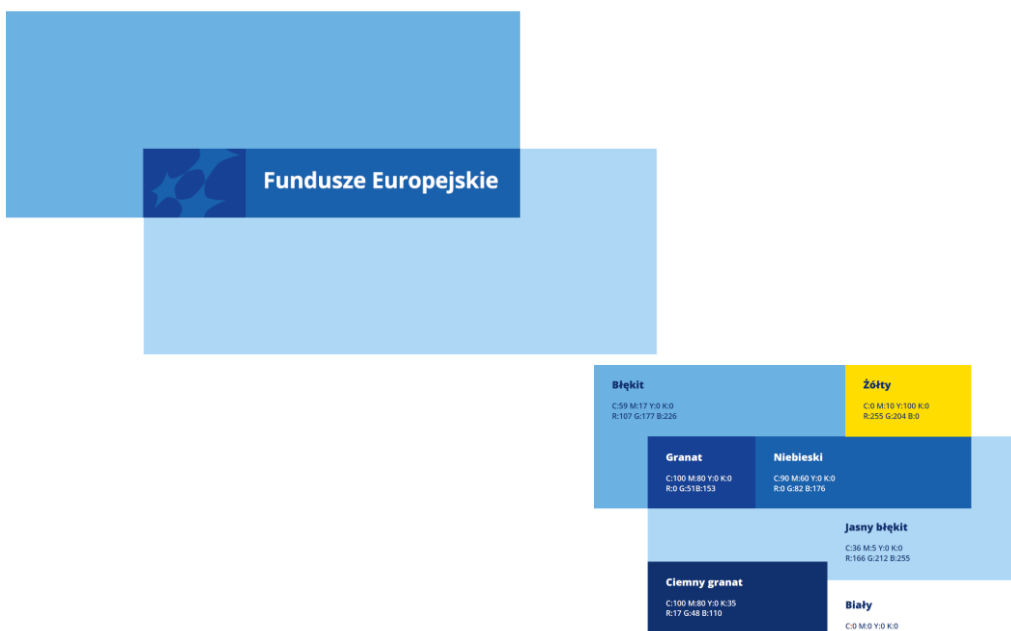 Fundusze Europejskie
Błękit
C:59 M:17 Y:0 K:0
R:107 G:177 B:226
Żółty
C:0 M:10 Y:100 K:0
R:255 G:204 B:0
Granat
C:100 M:80 Y:0 K:0
R:0 G:51B:153
Niebieski
C:90 M:60 Y:0 K:0
R:0 G:82 B:176
Jasny błękit
C:36 M:5 Y:0 K:0
R:166 G:212 B:255
Ciemny granat
C:100 M:80 Y:0 K:35
R:17 G:48 B:110
Biały
C:0 M:0 Y:0 K:0